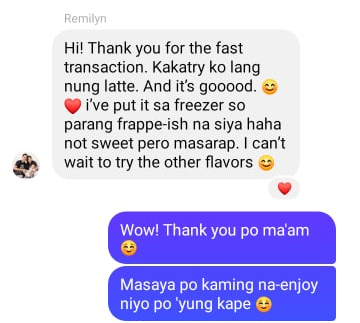 Remilyn
Hi! Thank you for the fast
transaction. Kakatry ko lang
nung latte. And it's gooood. 😊
❤️ i've put it sa freezer so
parang frappe-ish na siya haha
not sweet pero masarap. I can't
wait to try the other flavors 😊
Wow! Thank you po ma'am
😊
Masaya po kaming na-enjoy
niyo po 'yung kape 😊